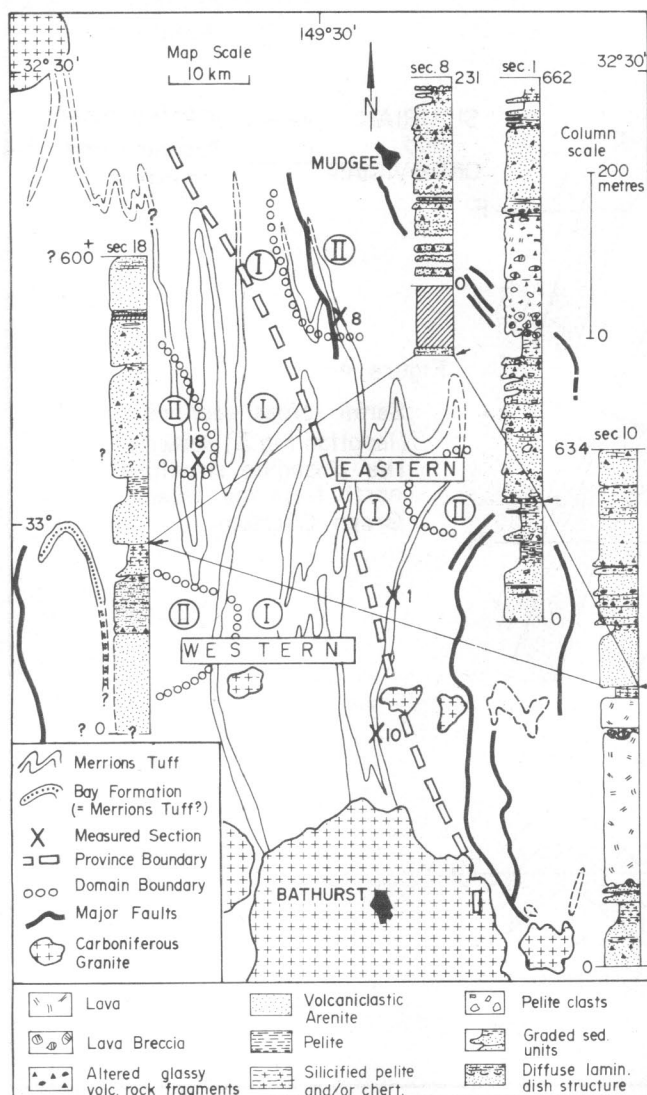 149°30'
32°30'
Map Scale
10 km
N
MUDGEE
sec. 8
231
sec. 1
662
32°30'
Column
scale
200
metres
0
0
?
+
? 600
sec 18
I
II
8
II
I
18
?
EASTERN
I
II
634
sec 10
33°
1
0
II
I
WESTERN
10
?
?
? 0
?
BATHURST
0
Merrions Tuff
Bay Formation
(= Merrions Tuff?)
X Measured Section
Province Boundary
Domain Boundary
Major Faults
Carboniferous
Granite
Lava
Lava Breccia
Altered glassy
volc. rock fragments
Volcaniclastic
Arenite
Pelite
Silicified pelite
and/or chert.
Pelite clasts
Graded sed.
units
Diffuse lamin.
dish structure